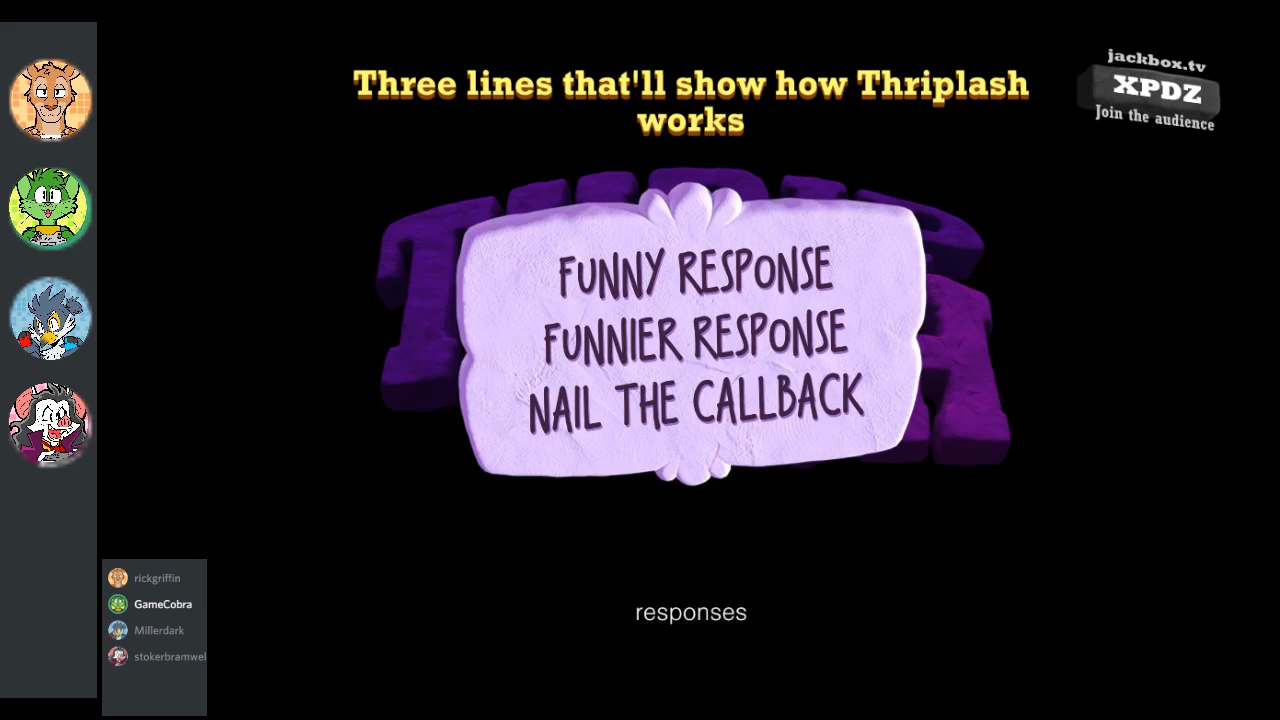 Three lines that'll show how Thriplash
works
jackbox.tv
XPDZ
Join the audience
FUNNY RESPONSE
FUNNIER RESPONSE
NAIL THE CALLBACK
responses
rickgriffin
GameCobra
Millerdark
stokerbramwel